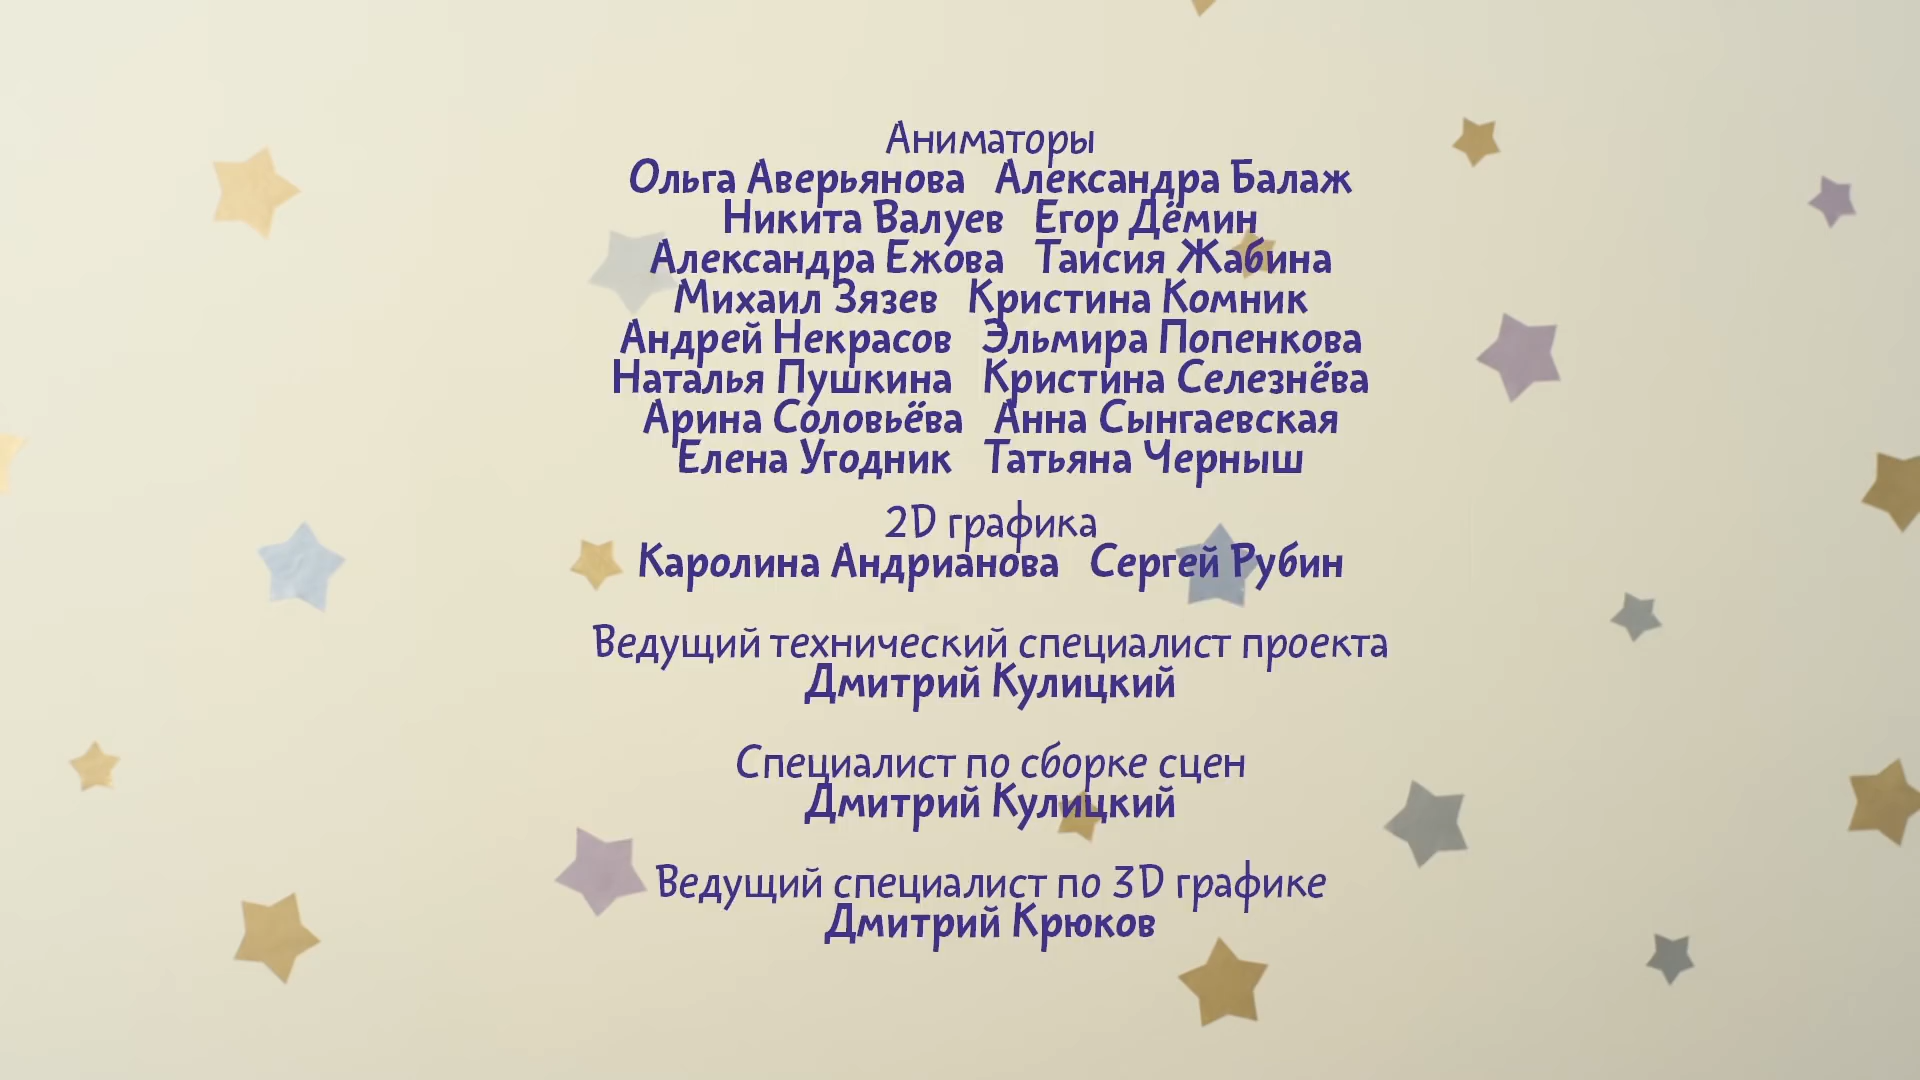 Аниматоры
Ольга Аверьянова Александра Балаж
Никита Валуев Егор Дёмин
Александра Ежова Таисия Жабина
Михаил Зязев Кристина Комник
Андрей Некрасов Эльмира Попенкова
Наталья Пушкина Кристина Селезнёва
Арина Соловьёва Анна Сынгаевская
Елена Угодник Татьяна Черныш
2D графика
Каролина Андрианова Сергей Рубин
Ведущий технический специалист проекта
Дмитрий Кулицкий
Специалист по сборке сцен
Дмитрий Кулицкий
Ведущий специалист по 3D графике
Дмитрий Крюков